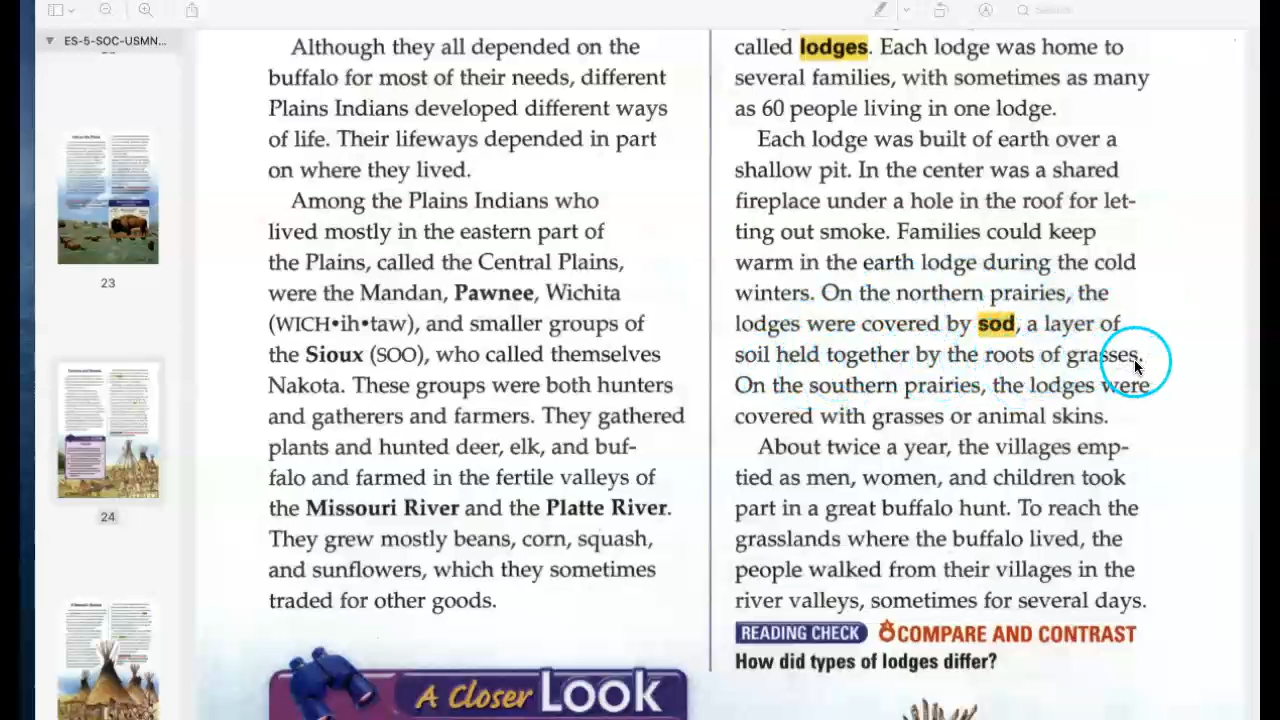 ES-5-SOC-USMN...
Search
23
24
Although they all depended on the
buffalo for most of their needs, different
Plains Indians developed different ways
of life. Their lifeways depended in part
on where they lived.
Among the Plains Indians who
lived mostly in the eastern part of
the Plains, called the Central Plains,
were the Mandan, Pawnee, Wichita
(WICH•ih•taw), and smaller groups of
the Sioux (SOO), who called themselves
Nakota. These groups were both hunters
and gatherers and farmers. They gathered
plants and hunted deer, elk, and buf-
falo and farmed in the fertile valleys of
the Missouri River and the Platte River.
They grew mostly beans, corn, squash,
and sunflowers, which they sometimes
traded for other goods.
A Closer Look
called lodges. Each lodge was home to
several families, with sometimes as many
as 60 people living in one lodge.
Each lodge was built of earth over a
shallow pit. In the center was a shared
fireplace under a hole in the roof for let-
ting out smoke. Families could keep
warm in the earth lodge during the cold
winters. On the northern prairies, the
lodges were covered by sod, a layer of
soil held together by the roots of grasses.
On the southern prairies, the lodges were
covered with grasses or animal skins.
About twice a year, the villages emp-
tied as men, women, and children took
part in a great buffalo hunt. To reach the
grasslands where the buffalo lived, the
people walked from their villages in the
river valleys, sometimes for several days.
READING CHECK COMPARE AND CONTRAST
How did types of lodges differ?